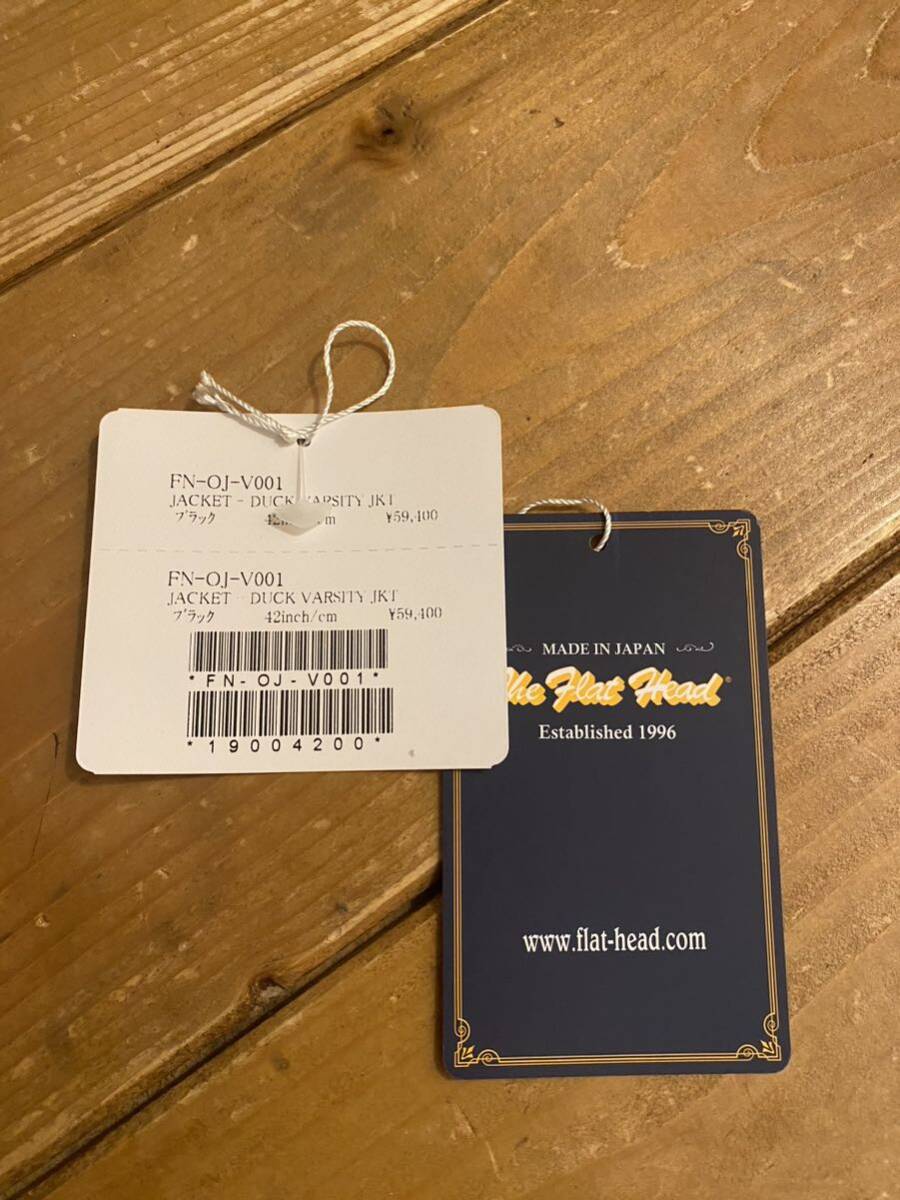 FN-OJ-V001
JACKET - DUCK VARSITY JKT
ブラック 42inch/cm ¥59,400
FN-OJ-V001
JACKET - DUCK VARSITY JKT
ブラック 42inch/cm ¥59,400
*FN-OJ-V001*
*19004200*
MADE IN JAPAN
The Flat Head®
Established 1996
www.flat-head.com